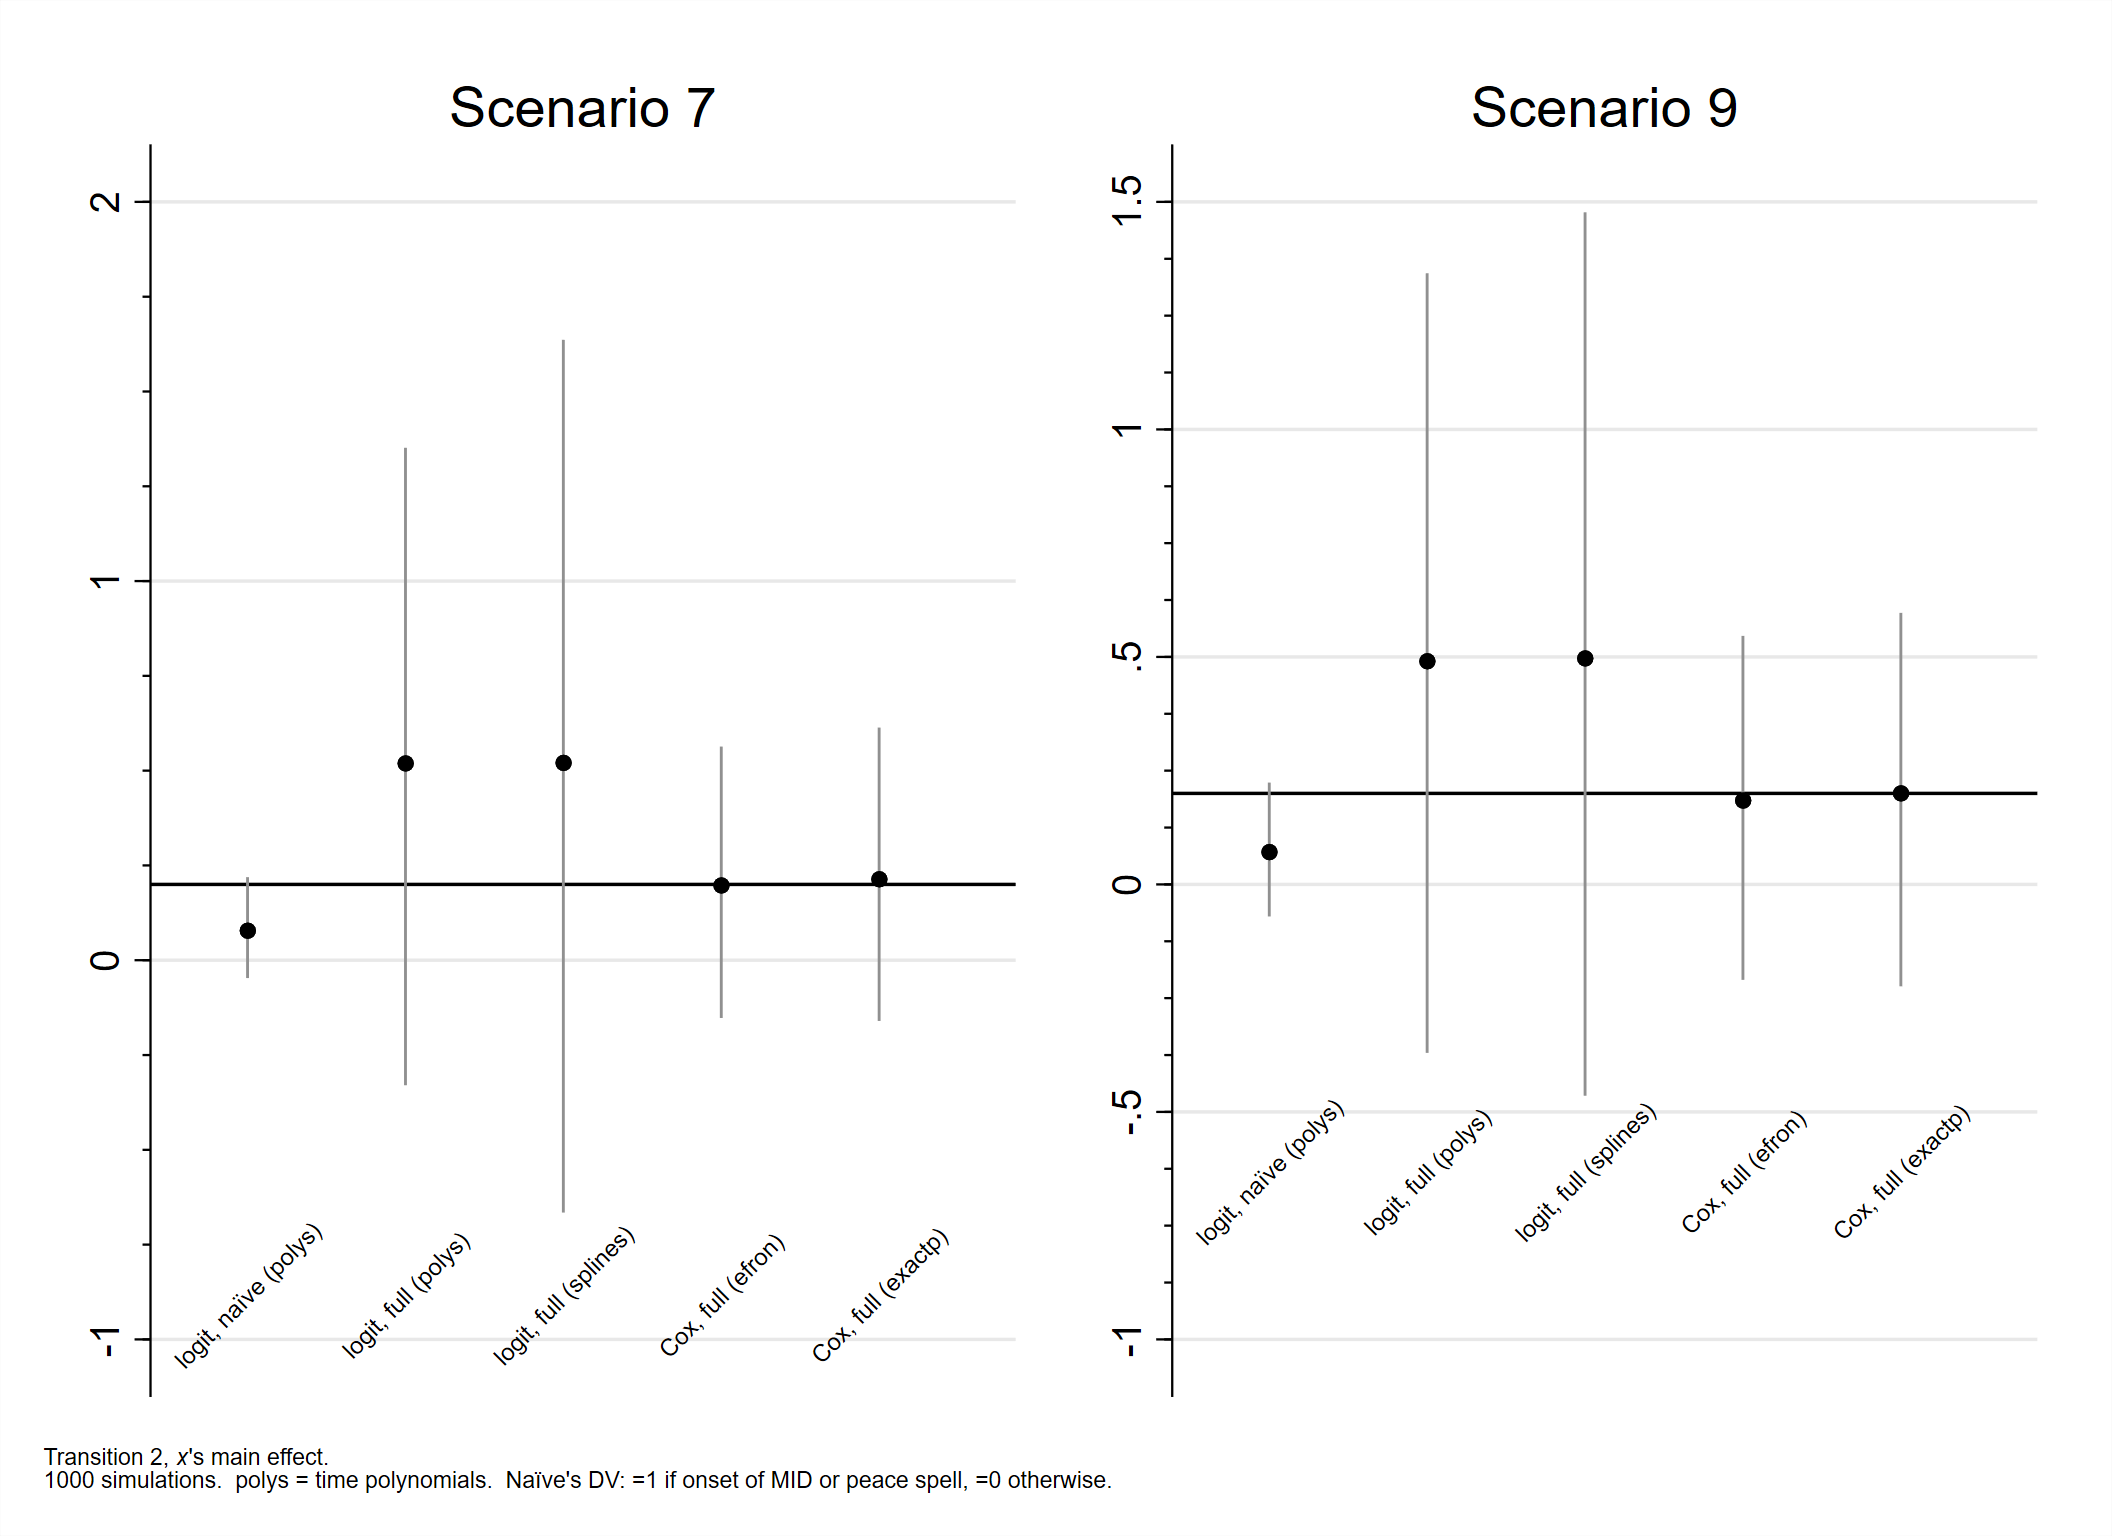 Scenario 7
2
1
0
-1
logit, naïve (polys)
logit, full (polys)
logit, full (splines)
Cox, full (efron)
Cox, full (exactp)
Scenario 9
1.5
1
.5
0
-.5
-1
logit, naïve (polys)
logit, full (polys)
logit, full (splines)
Cox, full (efron)
Cox, full (exactp)
Transition 2, x's main effect.
1000 simulations.  polys = time polynomials.  Naïve's DV: =1 if onset of MID or peace spell, =0 otherwise.